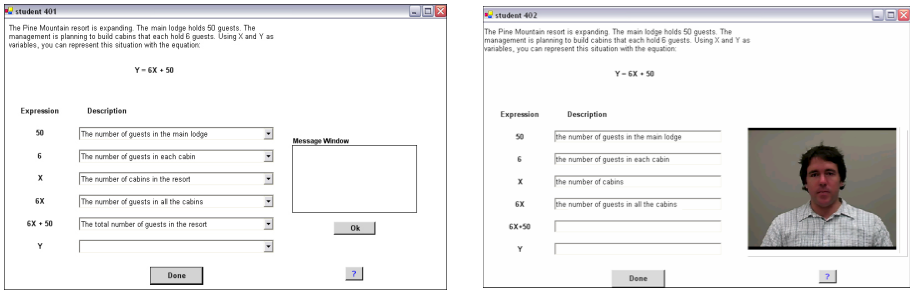 student 401
The Pine Mountain resort is expanding. The main lodge holds 50 guests. The
management is planning to build cabins that each hold 6 guests. Using X and Y as
variables, you can represent this situation with the equation:
Y = 6X + 50
Expression Description
50 The number of guests in the main lodge
6 The number of guests in each cabin
X The number of cabins in the resort
6X The number of guests in all the cabins
6X + 50 The total number of guests in the resort
Y
Message Window
Ok
Done
?
student 402
The Pine Mountain resort is expanding. The main lodge holds 50 guests. The
management is planning to build cabins that each hold 6 guests. Using X and Y as
variables, you can represent this situation with the equation:
Y = 6X + 50
Expression Description
50 the number of guests in the main lodge
6 the number of guests in each cabin
X the number of cabins
6X the number of guests in all the cabins
6X+50
Y
Done
?